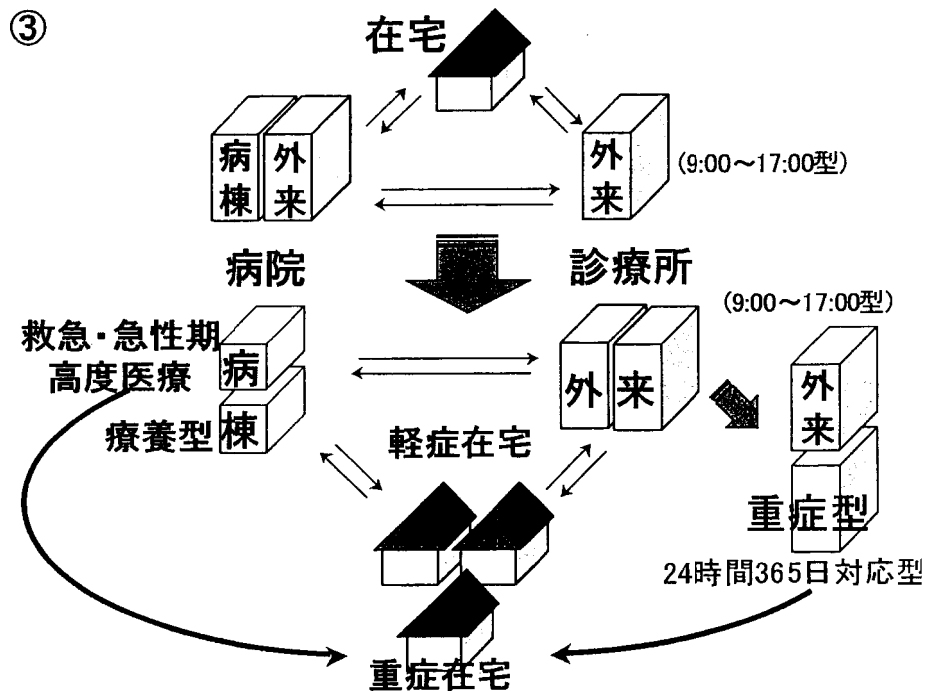 ③
在宅
病棟
外来
外来
(9:00～17:00型)
病院
診療所
(9:00～17:00型)
救急・急性期
高度医療
病
療養型
棟
外来
外来
軽症在宅
重症型
24時間365日対応型
重症在宅